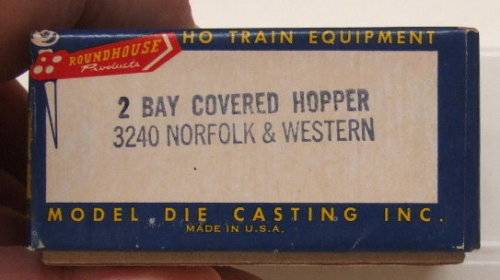 ROUNDHOUSE
Products
HO TRAIN EQUIPMENT
2 BAY COVERED HOPPER
3240 NORFOLK & WESTERN
MODEL DIE CASTING INC.
MADE IN U.S.A.